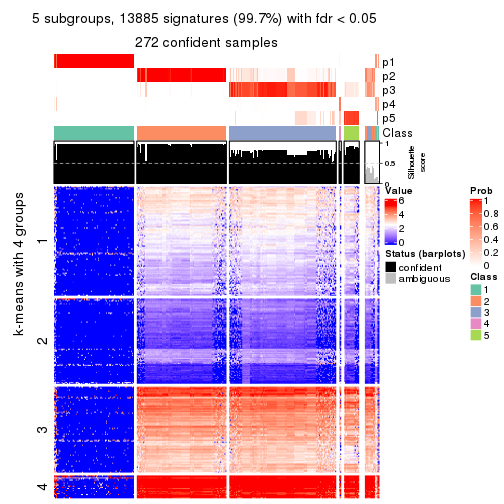 5 subgroups, 13885 signatures (99.7%) with fdr < 0.05
272 confident samples
p1
p2
p3
p4
p5
Class
1
0.5
0
Silhouette
score
k-means with 4 groups
1
2
3
4
Value
6
4
2
0
Status (barplots)
confident
ambiguous
Prob
1
0.8
0.6
0.4
0.2
0
Class
1
2
3
4
5